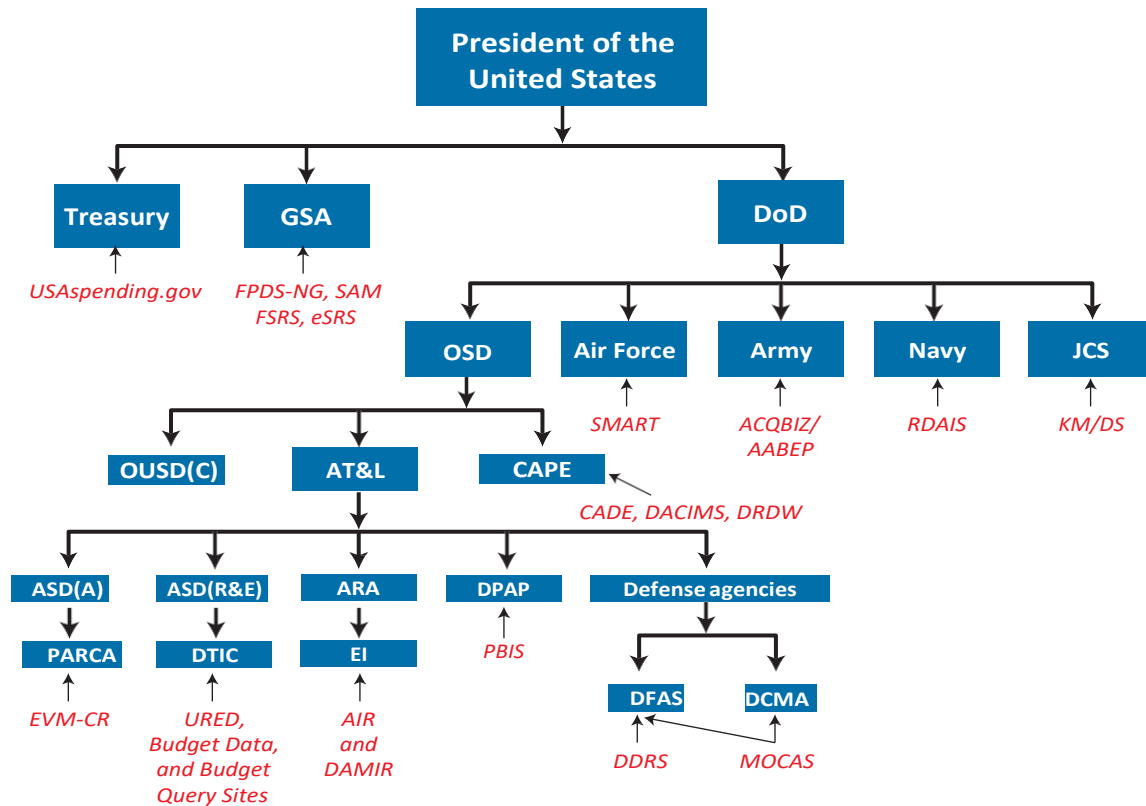 President of the
United States
Treasury
GSA
DoD
USAspending.gov
FPDS-NG, SAM
FSRS, eSRS
OSD
Air Force
Army
Navy
JCS
SMART
ACQBIZ/
AABEP
RDAIS
KM/DS
OUSD(C)
AT&L
CAPE
CADE, DACIMS, DRDW
ASD(A)
ASD(R&E)
ARA
DPAP
Defense agencies
PARCA
DTIC
EI
PBIS
DFAS
DCMA
EVM-CR
URED,
Budget Data,
and Budget
Query Sites
AIR
and
DAMIR
DDRS
MOCAS